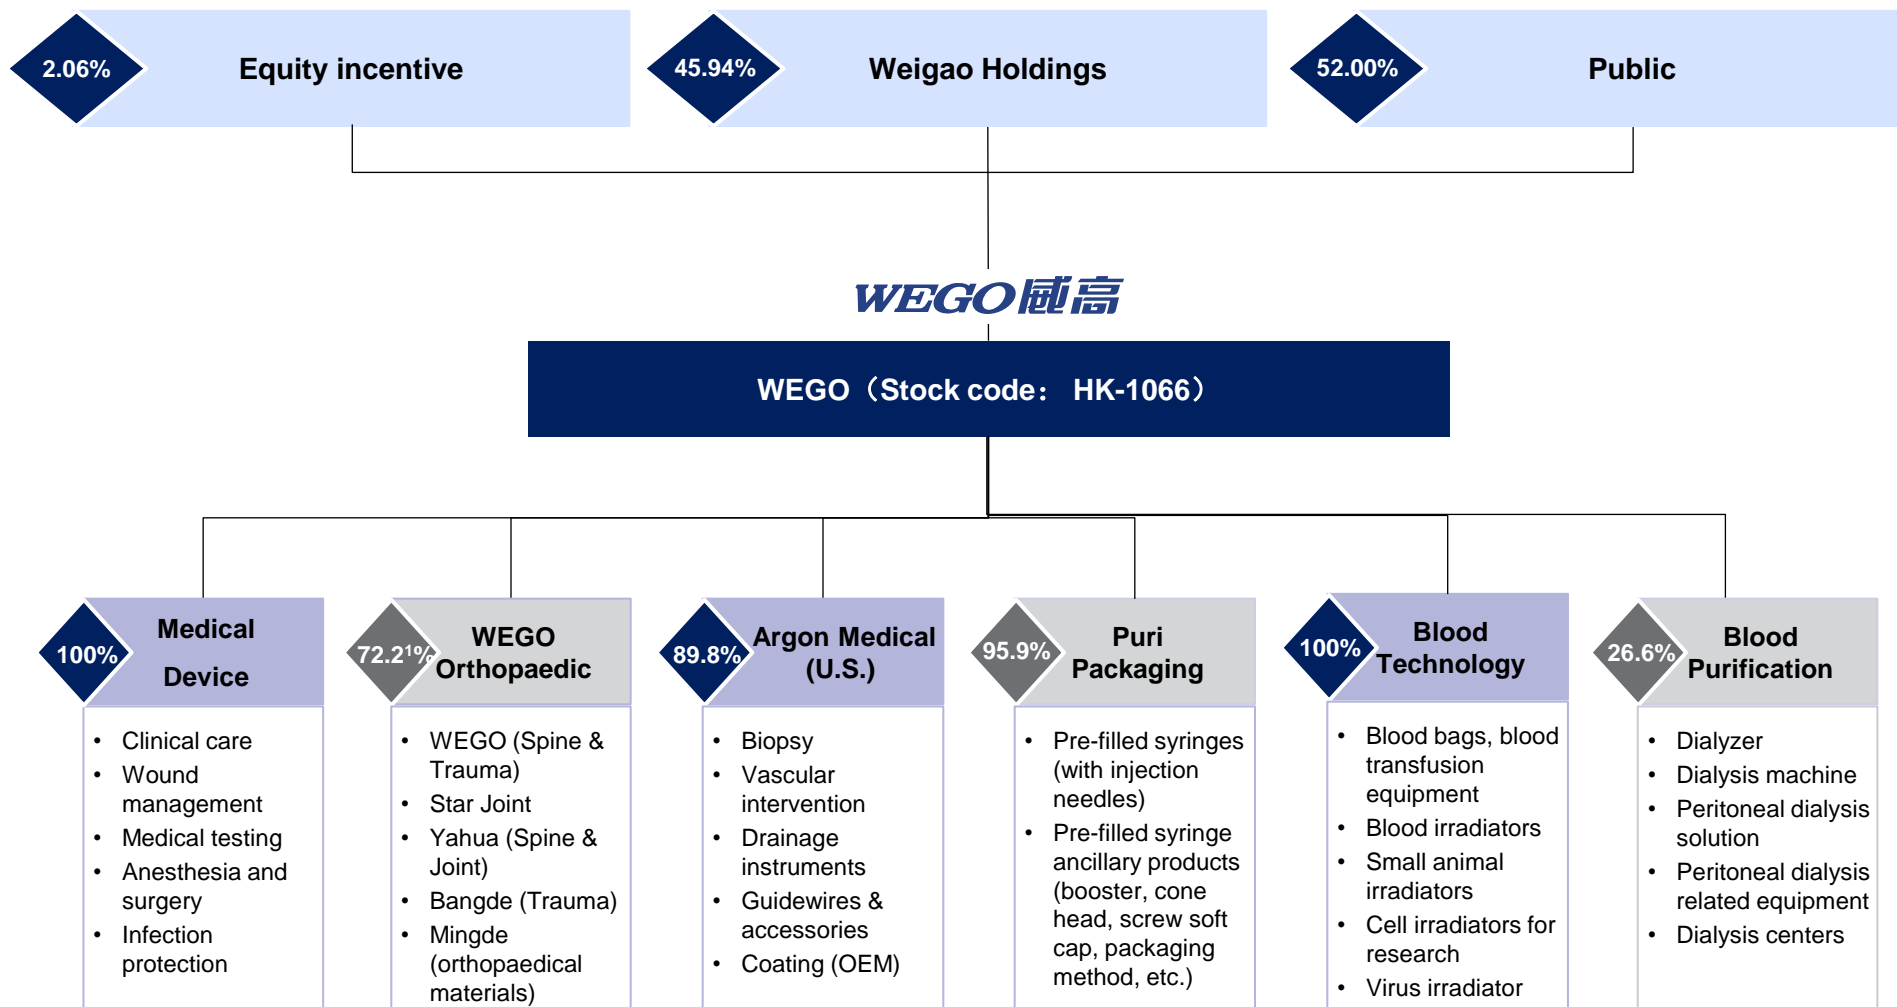 2.06%
Equity incentive
45.94%
Weigao Holdings
52.00%
Public
WEGO威高
WEGO（Stock code： HK-1066）
100%
Medical
Device
• Clinical care
• Wound
management
• Medical testing
• Anesthesia and
surgery
• Infection
protection
72.2¹%
WEGO
Orthopaedic
• WEGO (Spine &
Trauma)
• Star Joint
• Yahua (Spine &
Joint)
• Bangde (Trauma)
• Mingde
(orthopaedical
materials)
89.8%
Argon Medical
(U.S.)
• Biopsy
• Vascular
intervention
• Drainage
instruments
• Guidewires &
accessories
• Coating (OEM)
95.9%
Puri
Packaging
• Pre-filled syringes
(with injection
needles)
• Pre-filled syringe
ancillary products
(booster, cone
head, screw soft
cap, packaging
method, etc.)
100%
Blood
Technology
• Blood bags, blood
transfusion
equipment
• Blood irradiators
• Small animal
irradiators
• Cell irradiators for
research
• Virus irradiator
26.6%
Blood
Purification
• Dialyzer
• Dialysis machine
• Peritoneal dialysis
solution
• Peritoneal dialysis
related equipment
• Dialysis centers